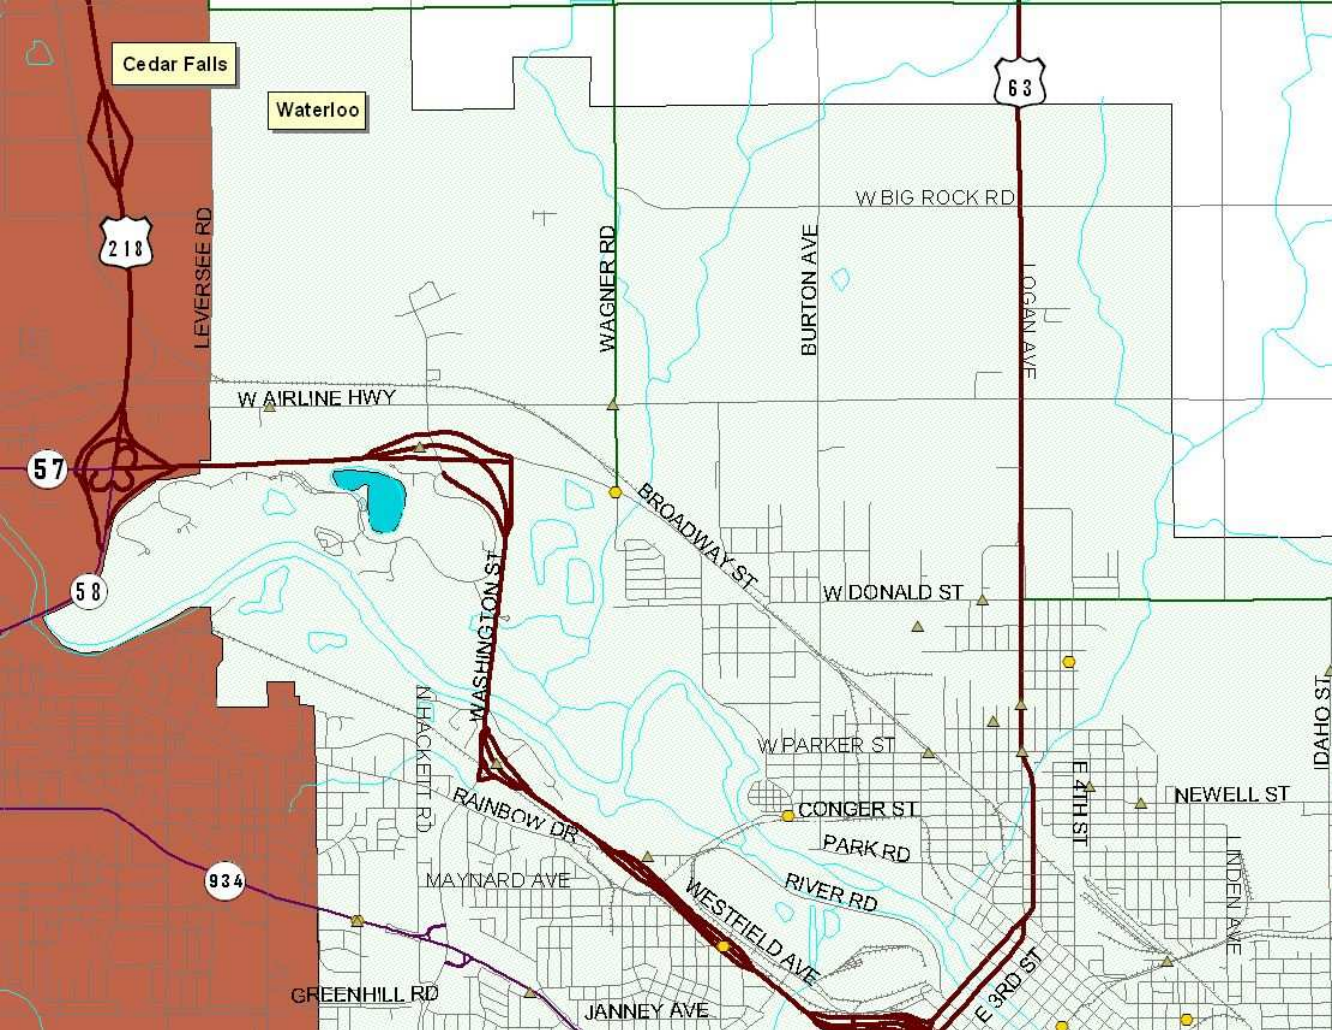 Cedar Falls
63
Waterloo
W BIG ROCK RD
218
LEVERSEE RD
WAGNER RD
BURTON AVE
LOGAN AVE
W AIRLINE HWY
57
BROADWAY ST
58
W DONALD ST
WASHINGTON ST
N HACKETT RD
IDAHO ST
W PARKER ST
E 4TH ST
NEWELL ST
RAINBOW DR
CONGER ST
PARK RD
LINDEN AVE
934
MAYNARD AVE
RIVER RD
WESTFIELD AVE
GREENHILL RD
E 3RD ST
JANNEY AVE